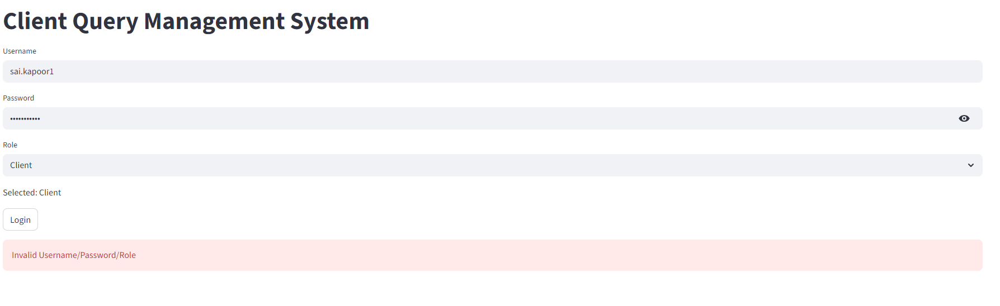 Client Query Management System
Username
sai.kapoor1
Password
•••••••••••
Role
Client
Selected: Client
Login
Invalid Username/Password/Role